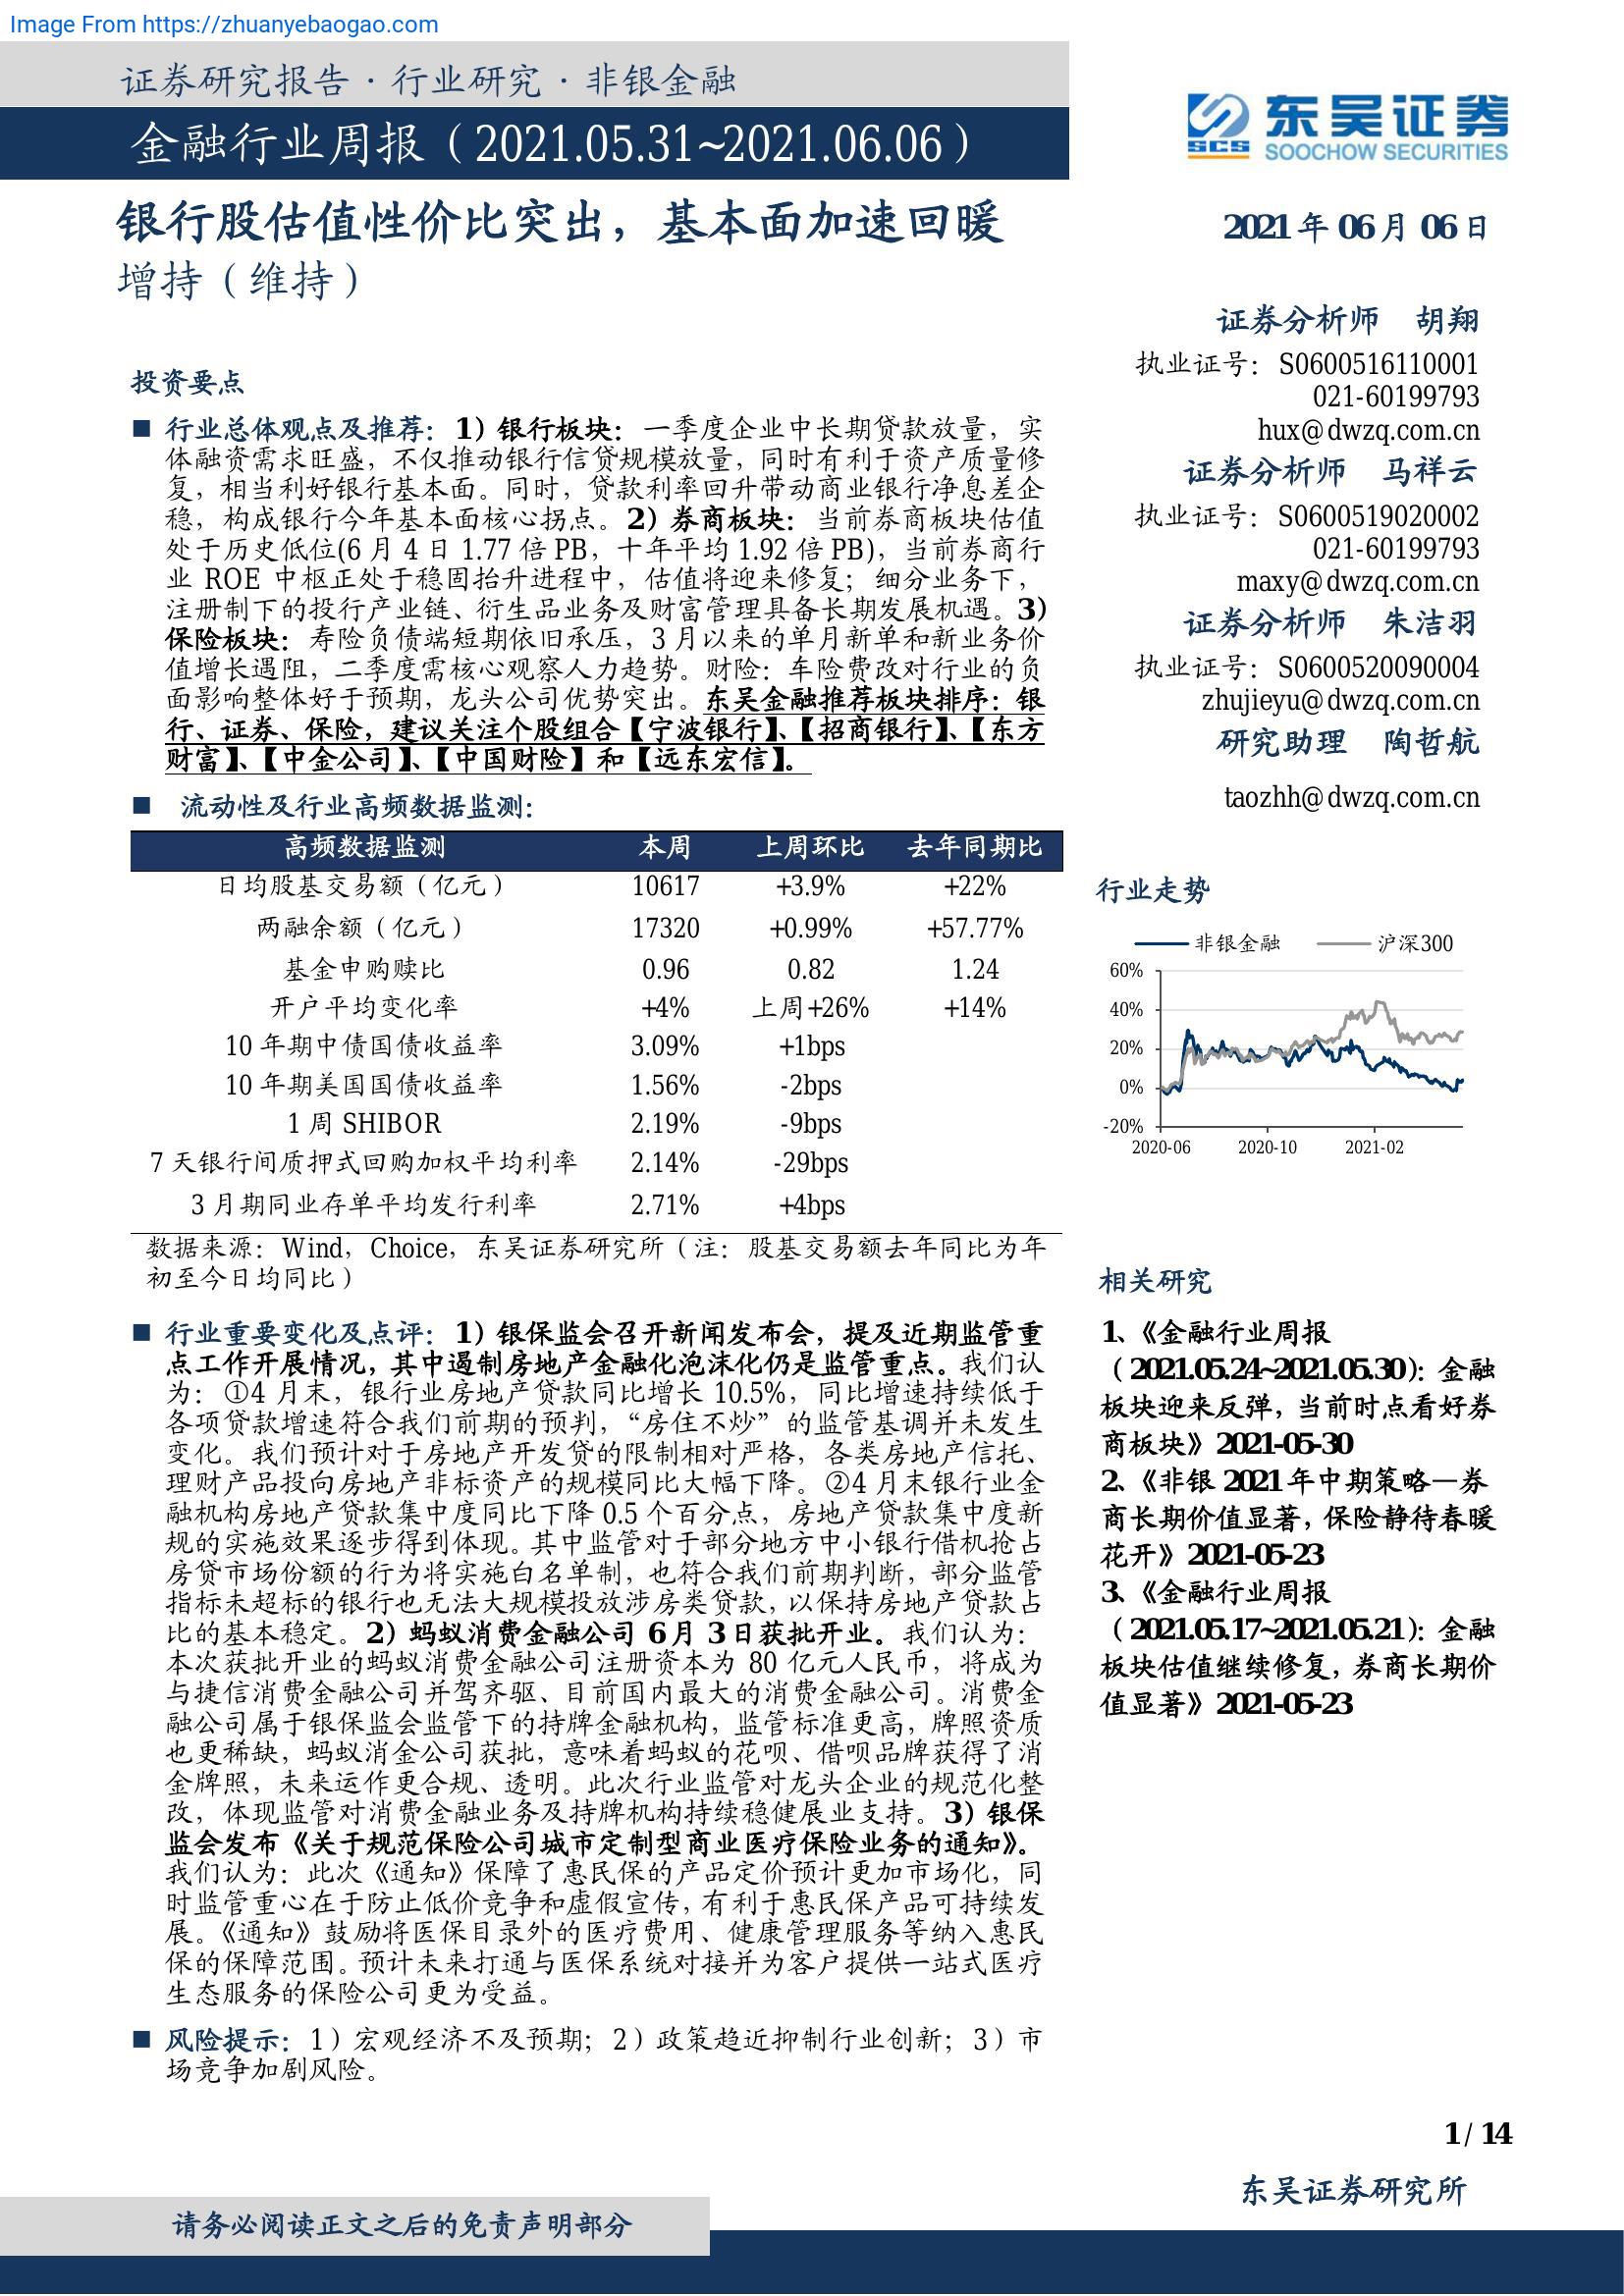 Image From https://zhuanyebaogao.com
证券研究报告·行业研究·非银金融
金融行业周报（2021.05.31~2021.06.06）
东吴证券
SCS
SOOCHOW SECURITIES
银行股估值性价比突出，基本面加速回暖
增持（维持）
2021年 06月 06日
证券分析师 胡翔
执业证号：S0600516110001
021-60199793
hux@dwzq.com.cn
证券分析师 马祥云
执业证号：S0600519020002
021-60199793
maxy@dwzq.com.cn
证券分析师 朱洁羽
执业证号：S0600520090004
zhujieyu@dwzq.com.cn
研究助理 陶哲航
taozhh@dwzq.com.cn
投资要点
■ 行业总体观点及推荐：1）银行板块：一季度企业中长期贷款放量，实
体融资需求旺盛，不仅推动银行信贷规模放量，同时有利于资产质量修
复，相当利好银行基本面。同时，贷款利率回升带动商业银行净息差企
稳，构成银行今年基本面核心拐点。2）券商板块：当前券商板块估值
处于历史低位(6 月 4 日 1.77 倍 PB，十年平均 1.92 倍 PB)，当前券商行
业 ROE 中枢正处于稳固抬升进程中，估值将迎来修复；细分业务下，
注册制下的投行产业链、衍生品业务及财富管理具备长期发展机遇。3）
保险板块：寿险负债端短期依旧承压，3 月以来的单月新单和新业务价
值增长遇阻，二季度需核心观察人力趋势。财险：车险费改对行业的负
面影响整体好于预期，龙头公司优势突出。东吴金融推荐板块排序：银
行、证券、保险，建议关注个股组合【宁波银行】、【招商银行】、【东方
财富】、【中金公司】、【中国财险】和【远东宏信】。
■ 流动性及行业高频数据监测：
高频数据监测 本周 上周环比 去年同期比
日均股基交易额（亿元） 10617 +3.9% +22%
两融余额（亿元） 17320 +0.99% +57.77%
基金申购赎比 0.96 0.82 1.24
开户平均变化率 +4% 上周+26% +14%
10 年期中债国债收益率 3.09% +1bps
10 年期美国国债收益率 1.56% -2bps
1 周 SHIBOR 2.19% -9bps
7 天银行间质押式回购加权平均利率 2.14% -29bps
3 月期同业存单平均发行利率 2.71% +4bps
数据来源：Wind，Choice，东吴证券研究所（注：股基交易额去年同比为年
初至今日均同比）
■ 行业重要变化及点评：1）银保监会召开新闻发布会，提及近期监管重
点工作开展情况，其中遏制房地产金融化泡沫化仍是监管重点。我们认
为：①4 月末，银行业房地产贷款同比增长 10.5%，同比增速持续低于
各项贷款增速符合我们前期的预判，“房住不炒”的监管基调并未发生
变化。我们预计对于房地产开发贷的限制相对严格，各类房地产信托、
理财产品投向房地产非标资产的规模同比大幅下降。②4 月末银行业金
融机构房地产贷款集中度同比下降 0.5 个百分点，房地产贷款集中度新
规的实施效果逐步得到体现。其中监管对于部分地方中小银行借机抢占
房贷市场份额的行为将实施白名单制，也符合我们前期判断，部分监管
指标未超标的银行也无法大规模投放涉房类贷款，以保持房地产贷款占
比的基本稳定。2）蚂蚁消费金融公司 6 月 3 日获批开业。我们认为：
本次获批开业的蚂蚁消费金融公司注册资本为 80 亿元人民币，将成为
与捷信消费金融公司并驾齐驱、目前国内最大的消费金融公司。消费金
融公司属于银保监会监管下的持牌金融机构，监管标准更高，牌照资质
也更稀缺，蚂蚁消金公司获批，意味着蚂蚁的花呗、借呗品牌获得了消
金牌照，未来运作更合规、透明。此次行业监管对龙头企业的规范化整
改，体现监管对消费金融业务及持牌机构持续稳健展业支持。3）银保
监会发布《关于规范保险公司城市定制型商业医疗保险业务的通知》。
我们认为：此次《通知》保障了惠民保的产品定价预计更加市场化，同
时监管重心在于防止低价竞争和虚假宣传，有利于惠民保产品可持续发
展。《通知》鼓励将医保目录外的医疗费用、健康管理服务等纳入惠民
保的保障范围。预计未来打通与医保系统对接并为客户提供一站式医疗
生态服务的保险公司更为受益。
■ 风险提示：1）宏观经济不及预期；2）政策趋近抑制行业创新；3）市
场竞争加剧风险。
行业走势
非银金融 沪深300
60%
40%
20%
0%
-20%
2020-06 2020-10 2021-02
相关研究
1、《金融行业周报
（2021.05.24~2021.05.30）：金融
板块迎来反弹，当前时点看好券
商板块》2021-05-30
2、《非银 2021 年中期策略—券
商长期价值显著，保险静待春暖
花开》2021-05-23
3、《金融行业周报
（2021.05.17~2021.05.21）：金融
板块估值继续修复，券商长期价
值显著》2021-05-23
1 / 14
东吴证券研究所
请务必阅读正文之后的免责声明部分